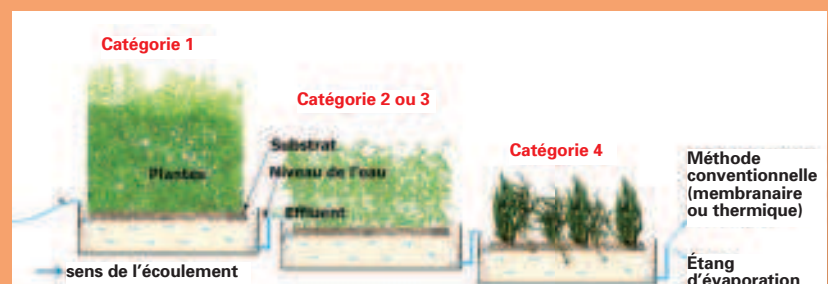 Catégorie 1
Catégorie 2 ou 3
Catégorie 4
Substrat
Plantes
Niveau de l'eau
Effluent
sens de l'écoulement
Méthode
conventionnelle
(membranaire
ou thermique)
Étang
d'évaporation